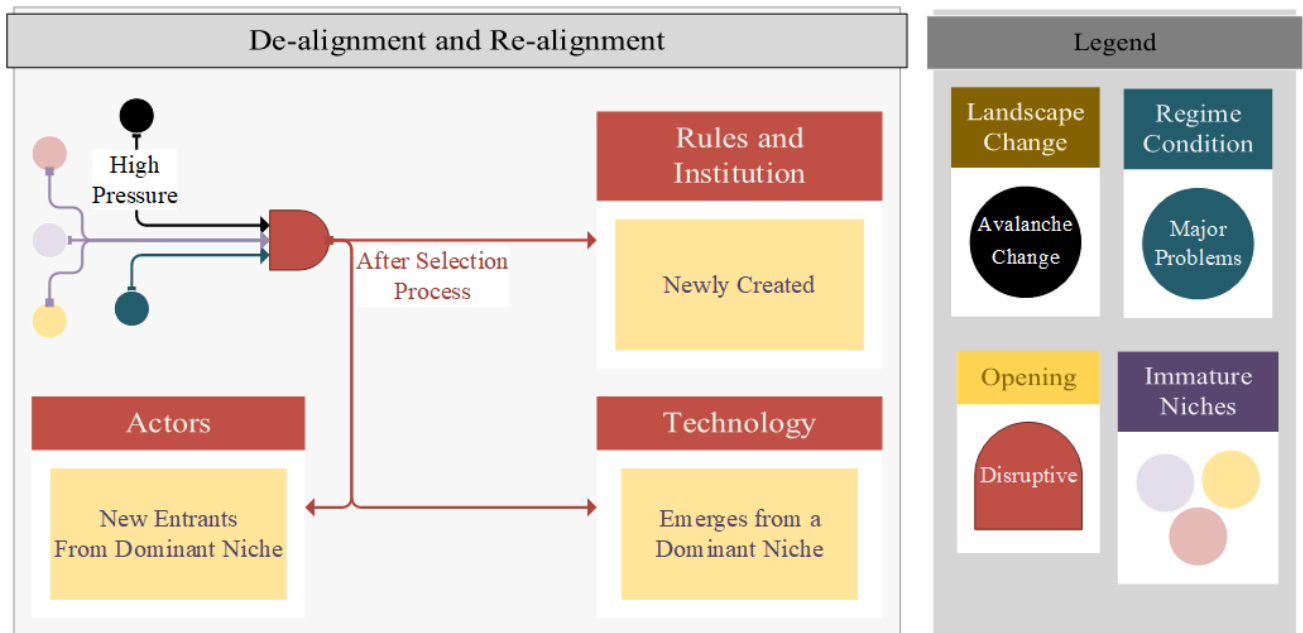 De-alignment and Re-alignment
High
Pressure
After Selection
Process
Rules and
Institution
Newly Created
Actors
New Entrants
From Dominant Niche
Technology
Emerges from a
Dominant Niche
Legend
Landscape
Change
Avalanche
Change
Regime
Condition
Major
Problems
Opening
Disruptive
Immature
Niches